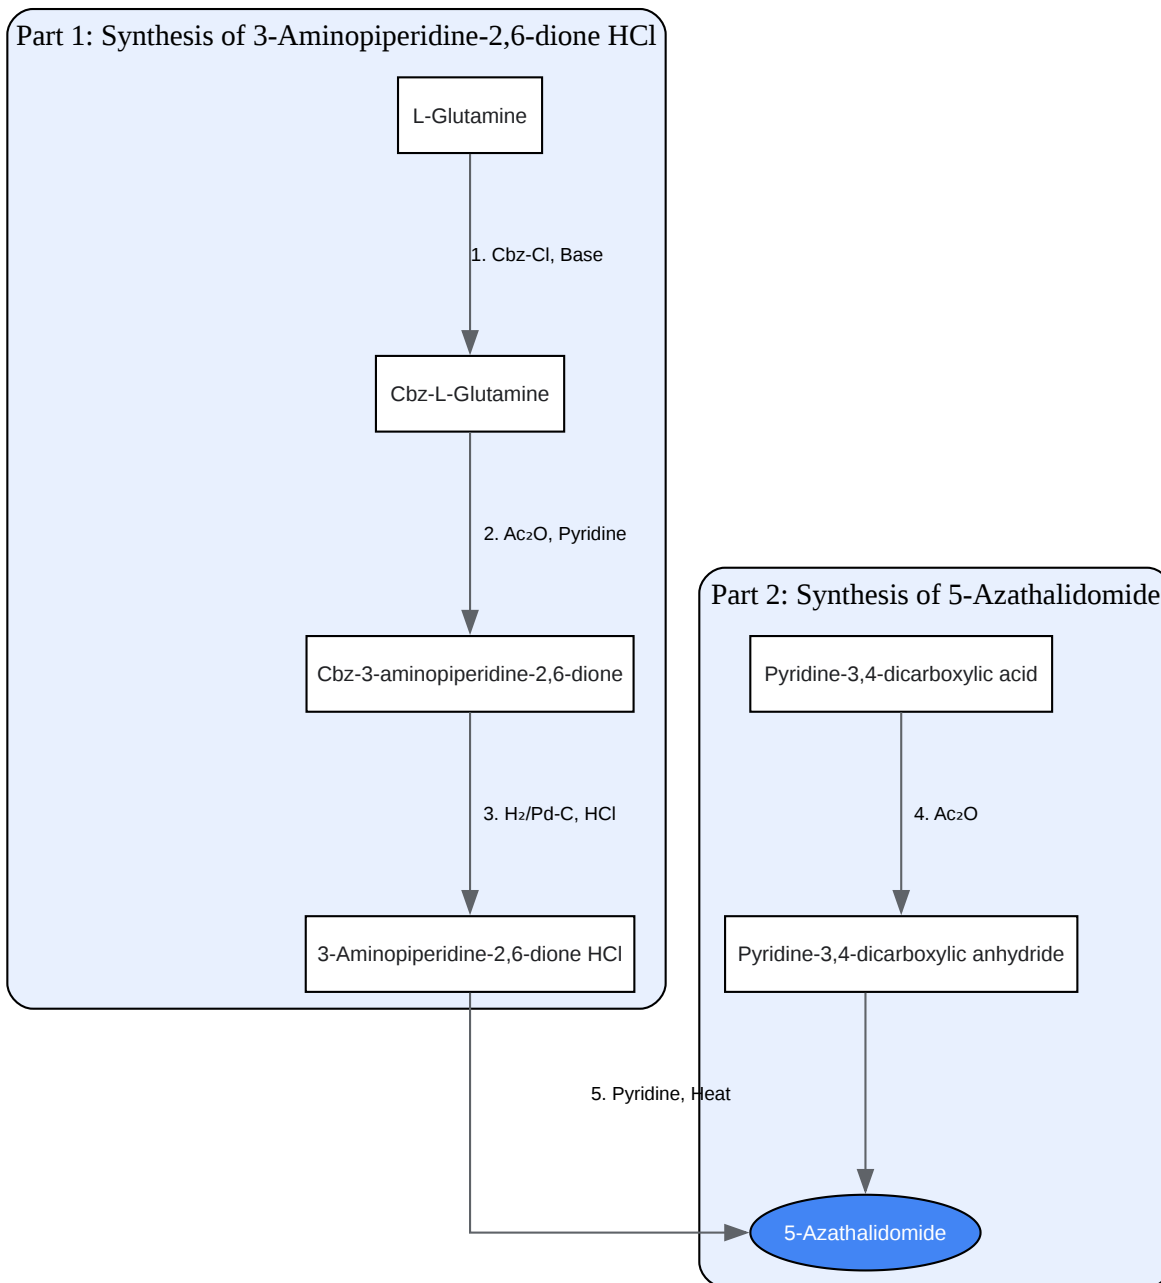 Part 1: Synthesis of 3-Aminopiperidine-2,6-dione HCl
L-Glutamine
1. Cbz-Cl, Base
Cbz-L-Glutamine
2. Ac₂O, Pyridine
Cbz-3-aminopiperidine-2,6-dione
3. H₂/Pd-C, HCl
3-Aminopiperidine-2,6-dione HCl
Part 2: Synthesis of 5-Azathalidomide
Pyridine-3,4-dicarboxylic acid
4. Ac₂O
Pyridine-3,4-dicarboxylic anhydride
5. Pyridine, Heat
5-Azathalidomide